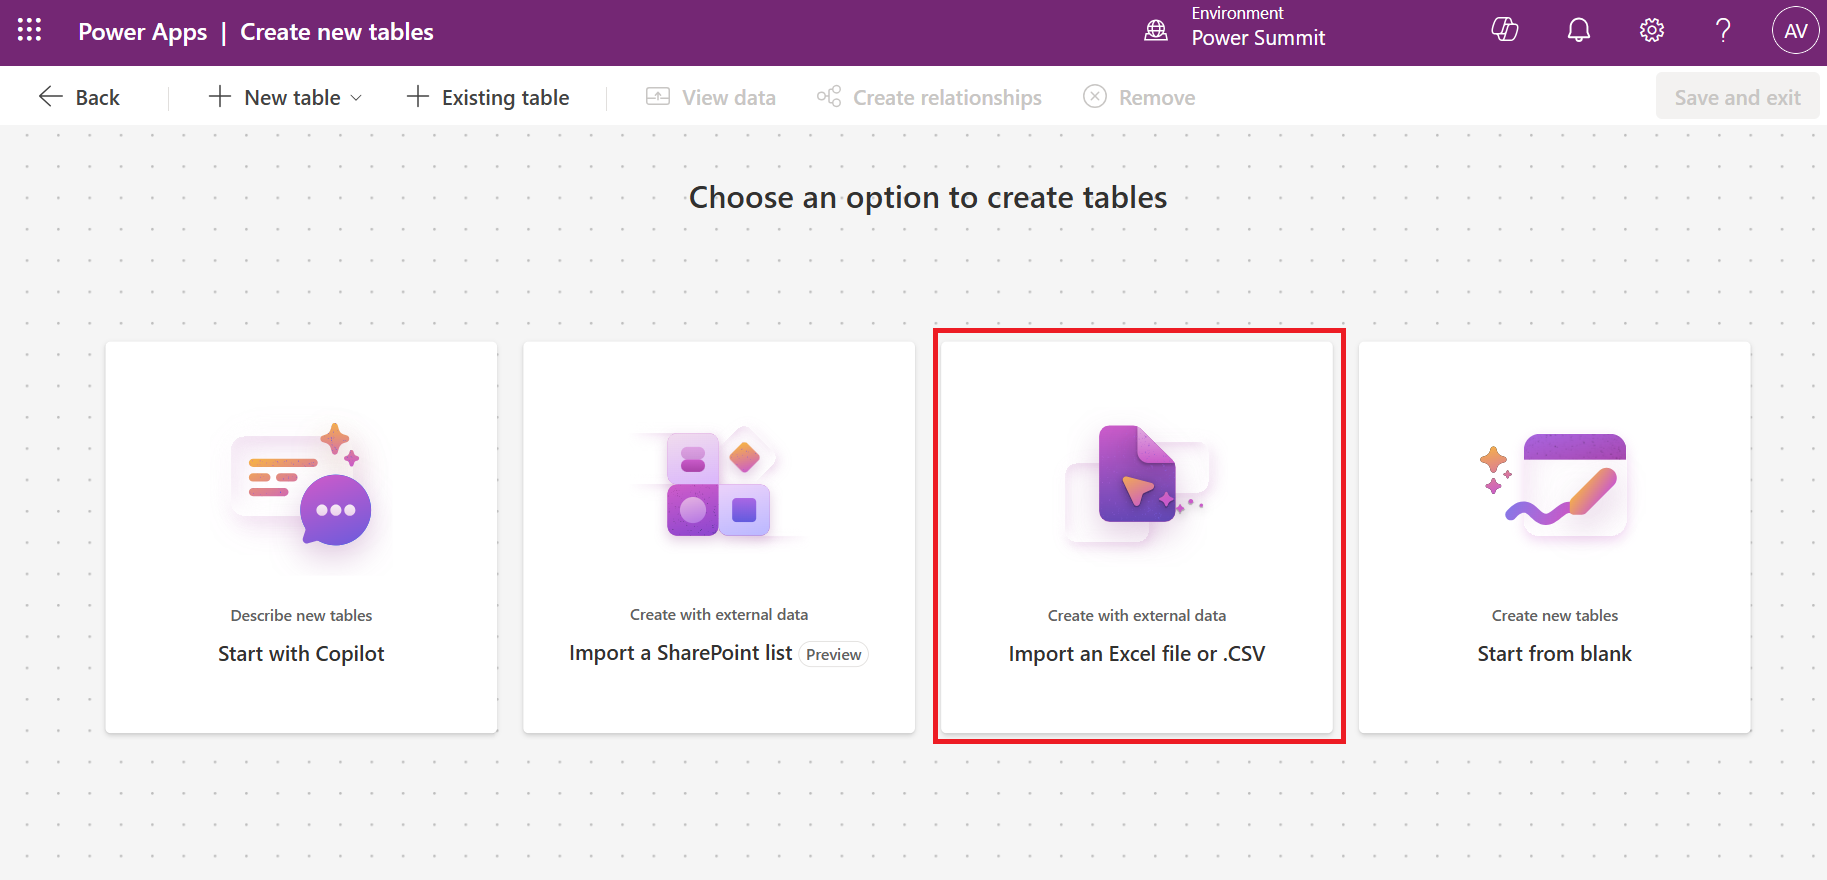 Power Apps | Create new tables
Environment
Power Summit
AV
Back
New table
Existing table
View data
Create relationships
Remove
Save and exit
Choose an option to create tables
Describe new tables
Start with Copilot
Create with external data
Import a SharePoint list Preview
Create with external data
Import an Excel file or .CSV
Create new tables
Start from blank